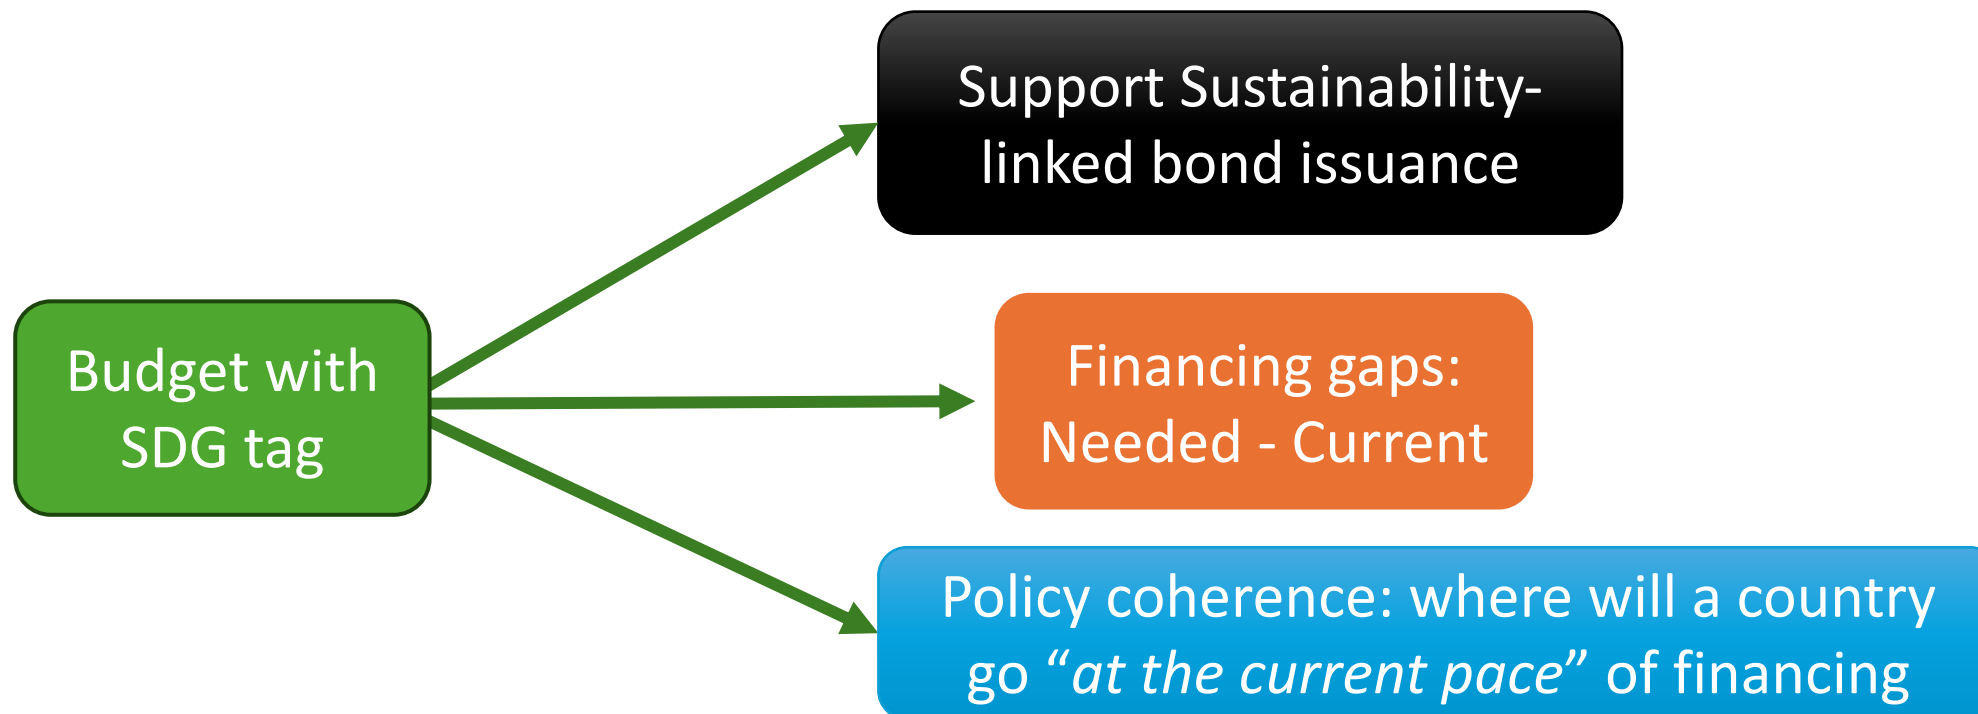 Support Sustainability-
linked bond issuance
Budget with
SDG tag
Financing gaps:
Needed - Current
Policy coherence: where will a country
go “at the current pace” of financing